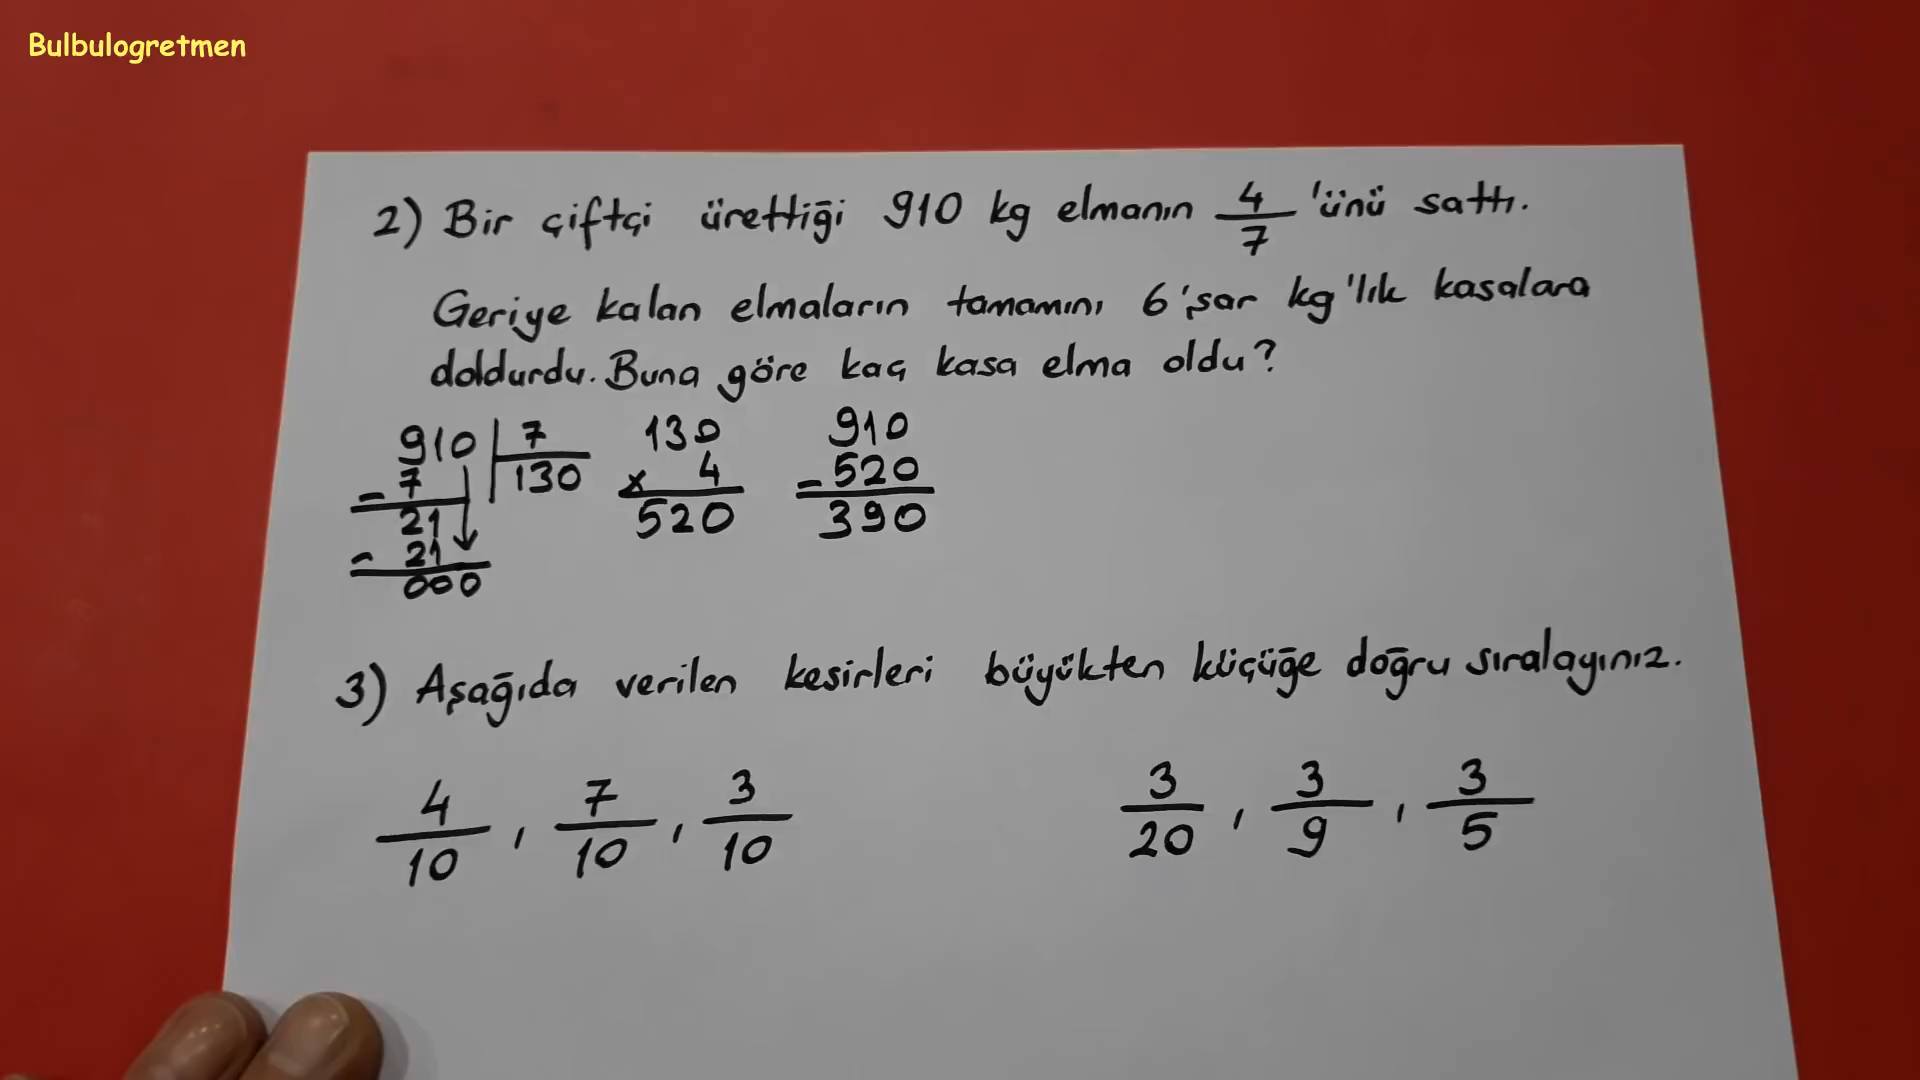 Bulbulogretmen
2) Bir çiftçi ürettiği 910 kg elmanın 4/7 'ünü sattı.
Geriye kalan elmaların tamamını 6'şar kg'lık kasalara
doldurdu. Buna göre kaç kasa elma oldu?
910 | 7
- 7 130
21
- 21
000
130
x 4
520
910
- 520
390
3) Aşağıda verilen kesirleri büyükten küçüğe doğru sıralayınız.
4/10 , 7/10 , 3/10
3/20 , 3/9 , 3/5